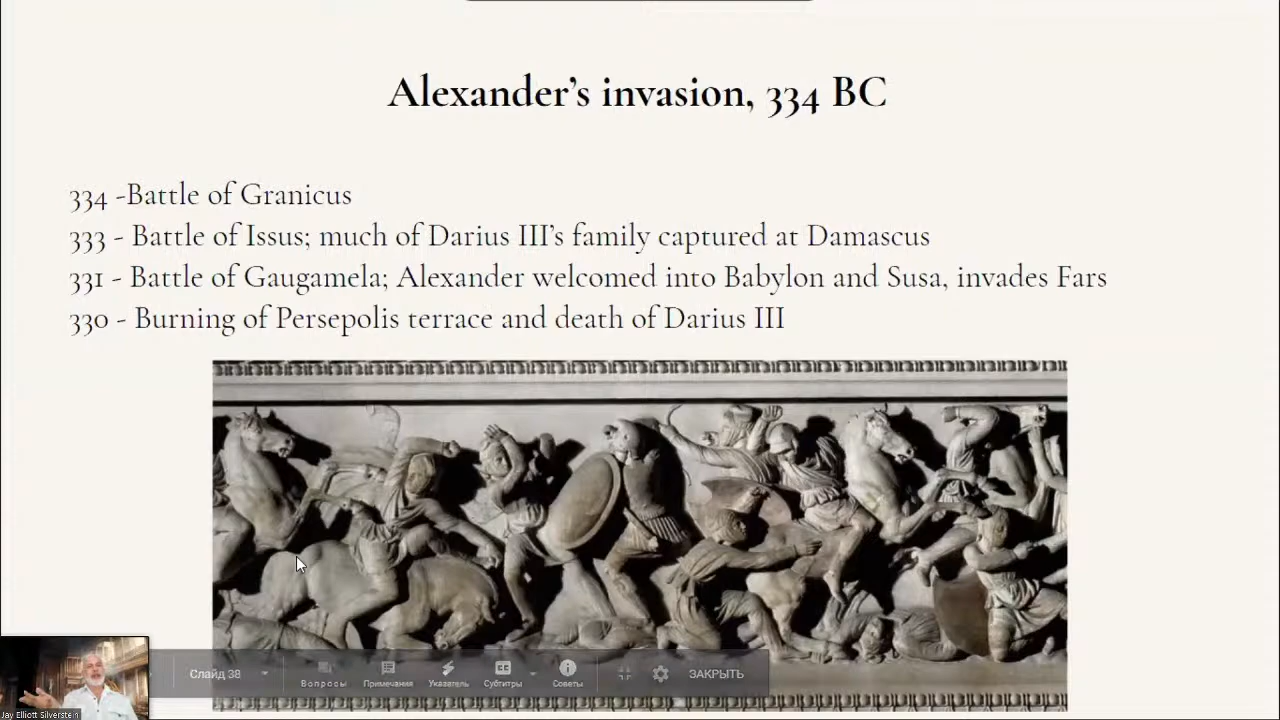 Alexander’s invasion, 334 BC
334 -Battle of Granicus
333 - Battle of Issus; much of Darius III’s family captured at Damascus
331 - Battle of Gaugamela; Alexander welcomed into Babylon and Susa, invades Fars
330 - Burning of Persepolis terrace and death of Darius III
Слайд 38
Вопросы
Примечания
Указатель
CC
Субтитры
Советы
ЗАКРЫТЬ
Jay Elliott Silverstein